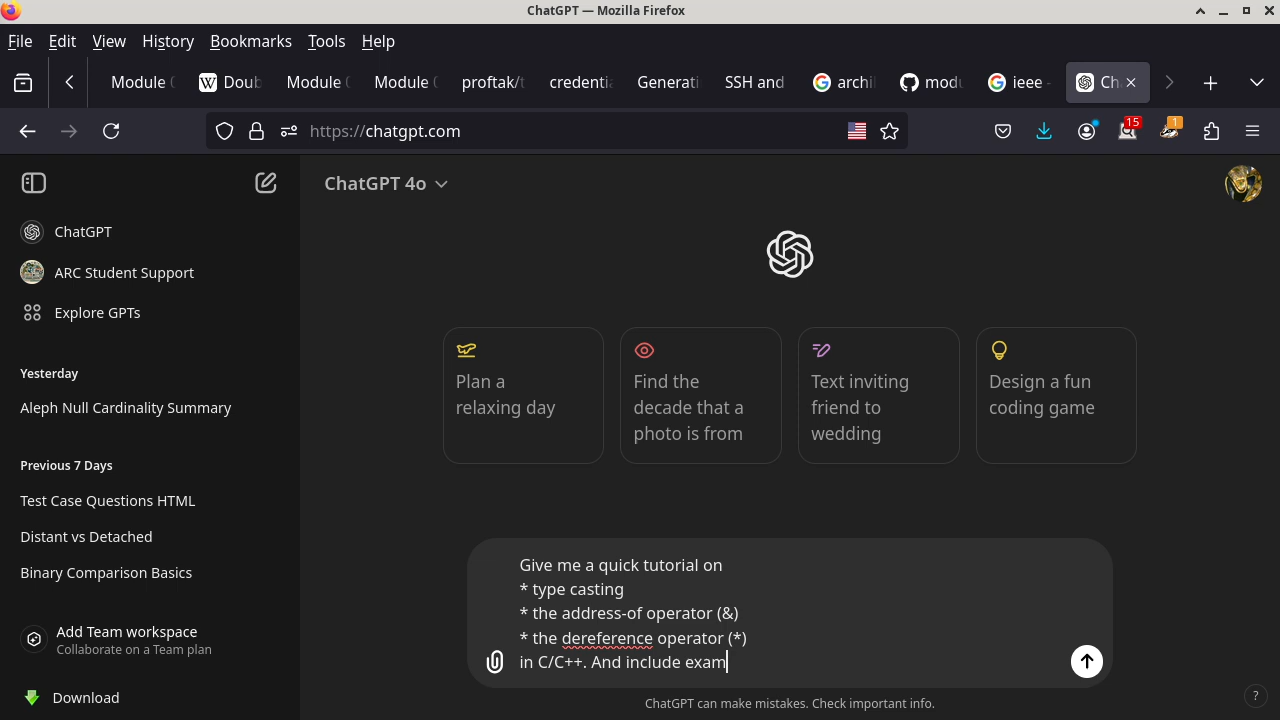 ChatGPT — Mozilla Firefox
File Edit View History Bookmarks Tools Help
Module Doub Module Module proftak/t credentia Generati SSH and archi modu ieee - Ch
https://chatgpt.com
15
1
ChatGPT 4o
ChatGPT
ARC Student Support
Explore GPTs
Yesterday
Aleph Null Cardinality Summary
Previous 7 Days
Test Case Questions HTML
Distant vs Detached
Binary Comparison Basics
Add Team workspace
Collaborate on a Team plan
Download
Plan a
relaxing day
Find the
decade that a
photo is from
Text inviting
friend to
wedding
Design a fun
coding game
Give me a quick tutorial on
* type casting
* the address-of operator (&)
* the dereference operator (*)
in C/C++. And include exam
ChatGPT can make mistakes. Check important info.
?